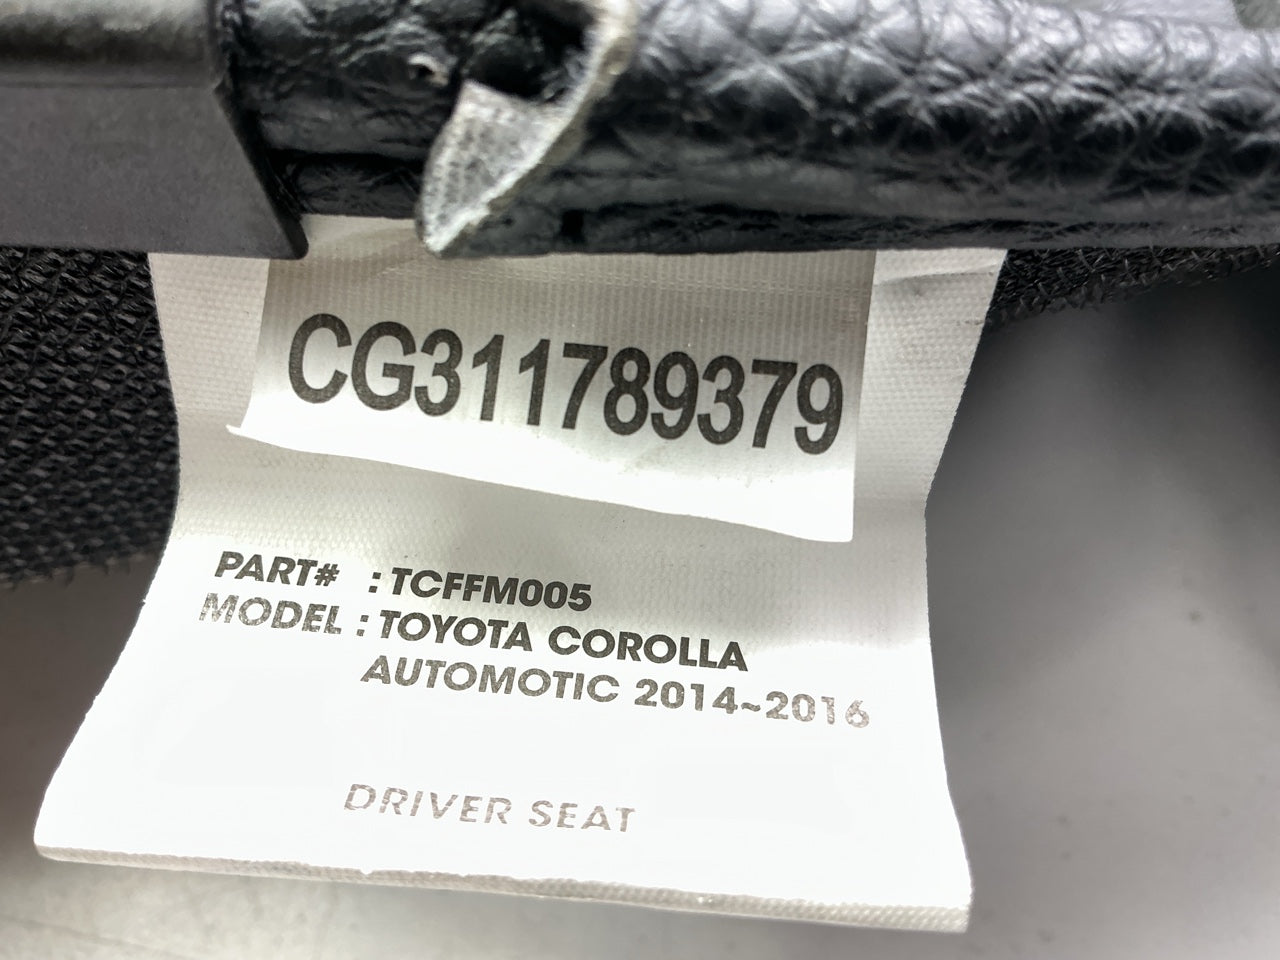 CG311789379
PART# : TCFFM005
MODEL : TOYOTA COROLLA
AUTOMOTIC 2014~2016
DRIVER SEAT